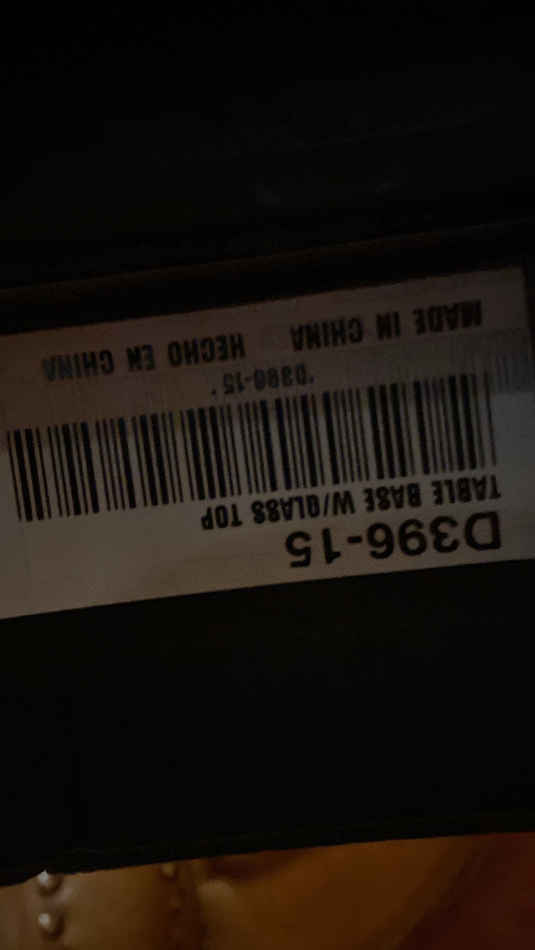 D396-15
TABLE BASE W/GLASS TOP
*D396-15*
MADE IN CHINA HECHO EN CHINA